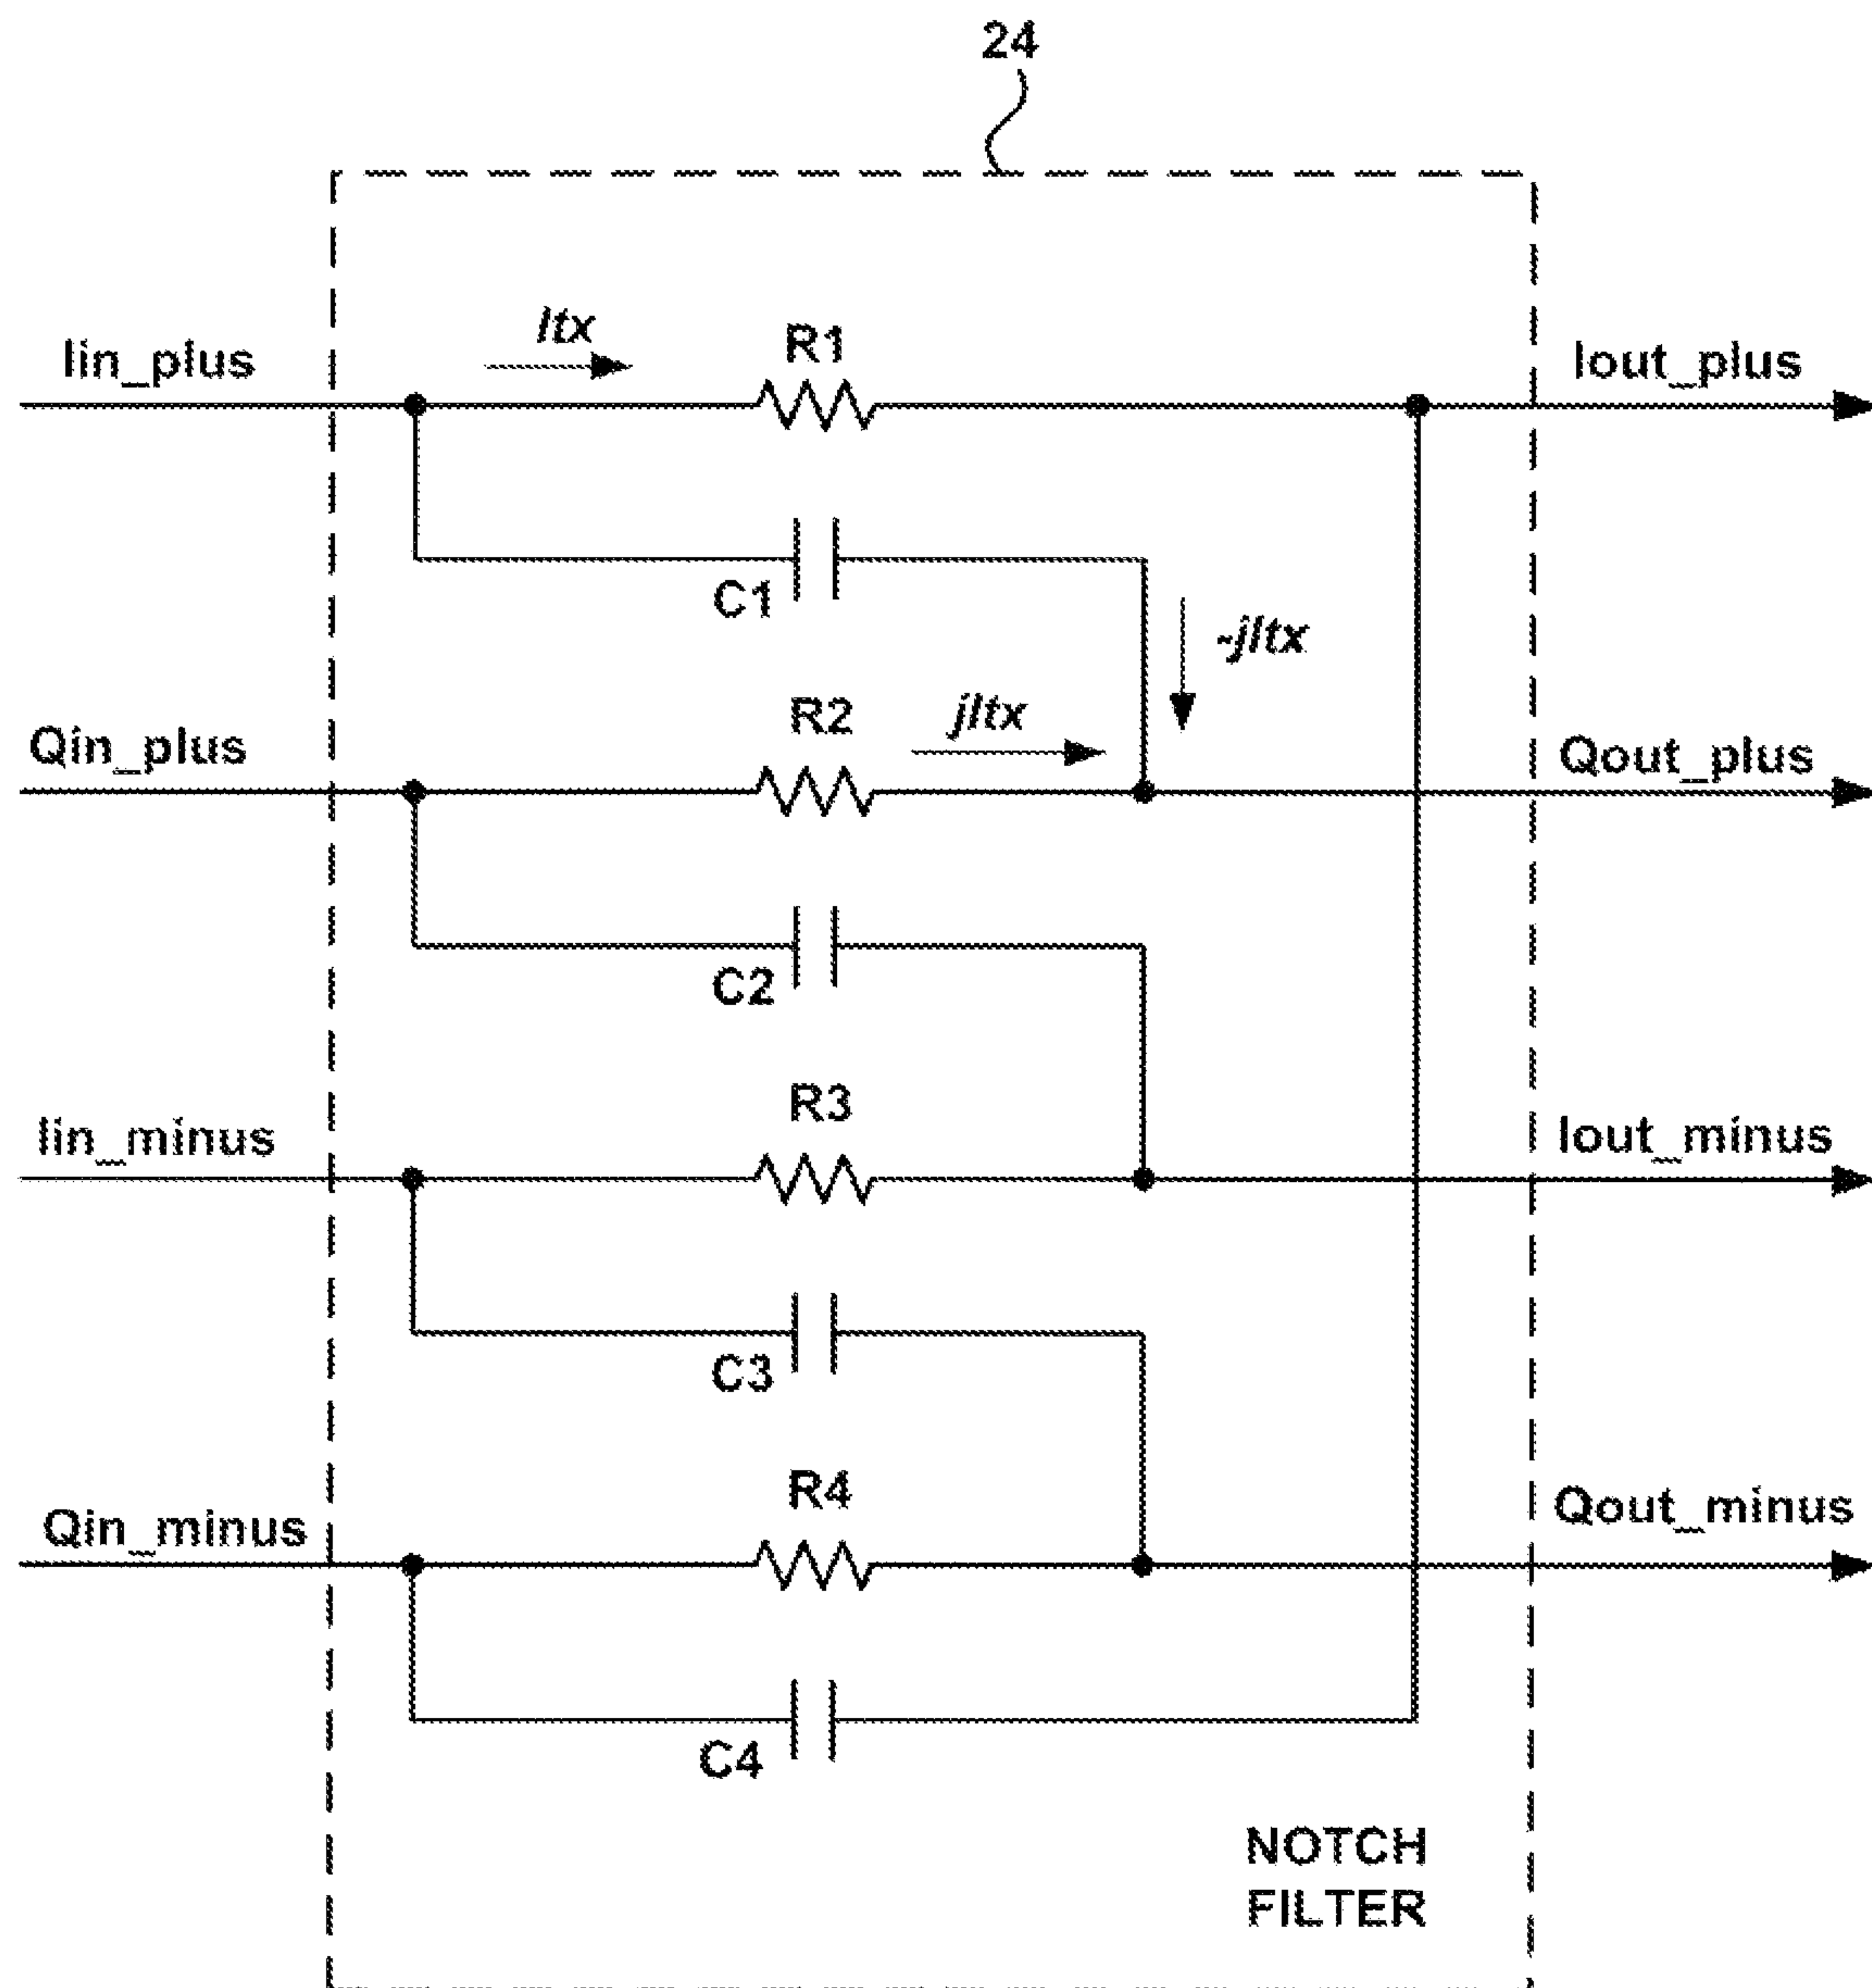 24
Itx
R1
Iin_plus
Iout_plus
C1
-jItx
R2
jItx
Qin_plus
Qout_plus
C2
R3
Iin_minus
Iout_minus
C3
R4
Qin_minus
Qout_minus
C4
NOTCH
FILTER